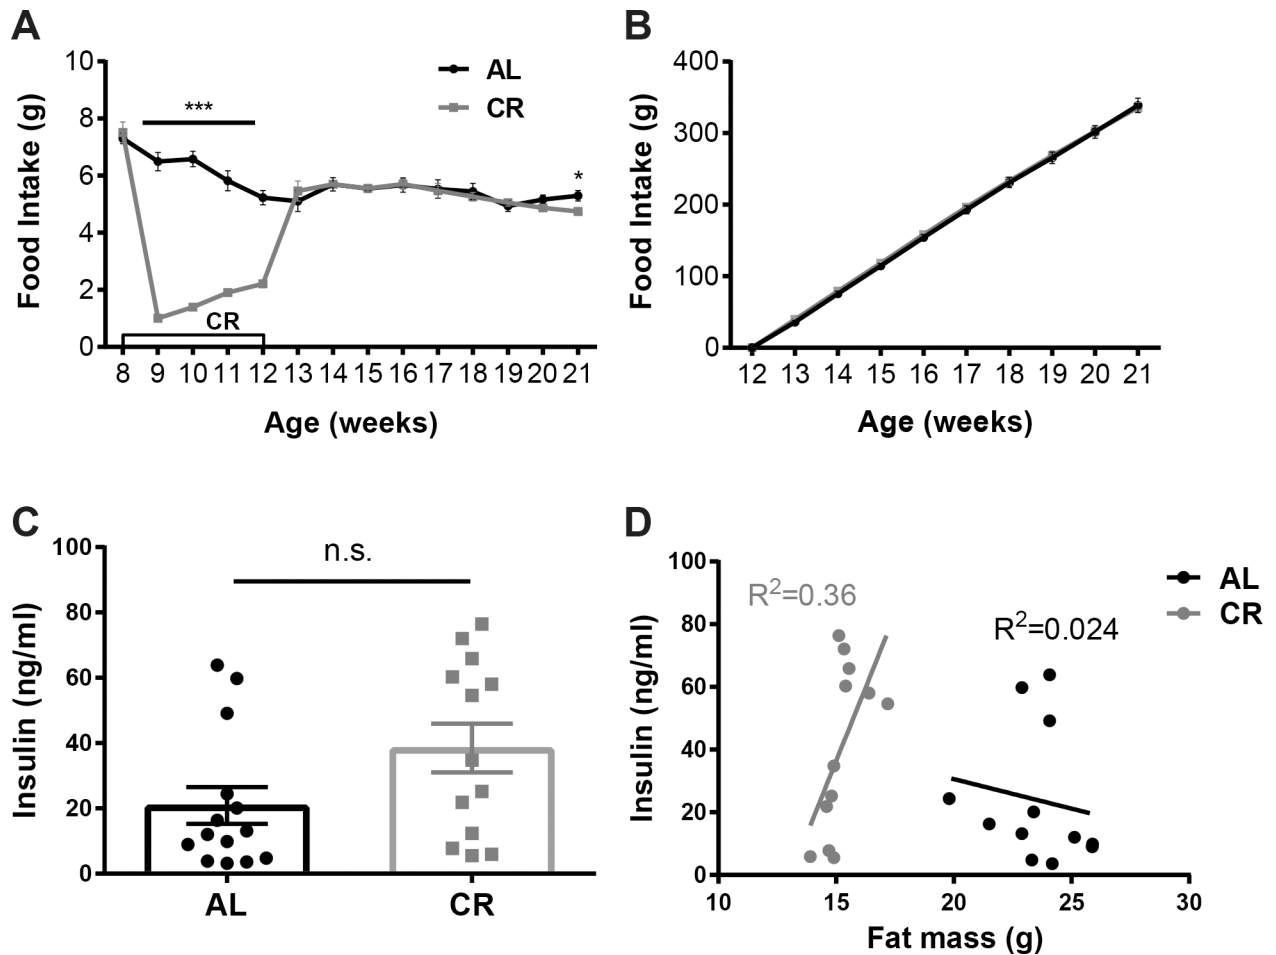 A
Food Intake (g)
10
8
6
4
2
0
***
*
AL
CR
CR
8 9 10 11 12 13 14 15 16 17 18 19 20 21
Age (weeks)
B
Food Intake (g)
400
300
200
100
0
12 13 14 15 16 17 18 19 20 21
Age (weeks)
C
Insulin (ng/ml)
100
80
60
40
20
0
n.s.
AL CR
D
Insulin (ng/ml)
100
80
60
40
20
0
R²=0.36
R²=0.024
AL
CR
10 15 20 25 30
Fat mass (g)